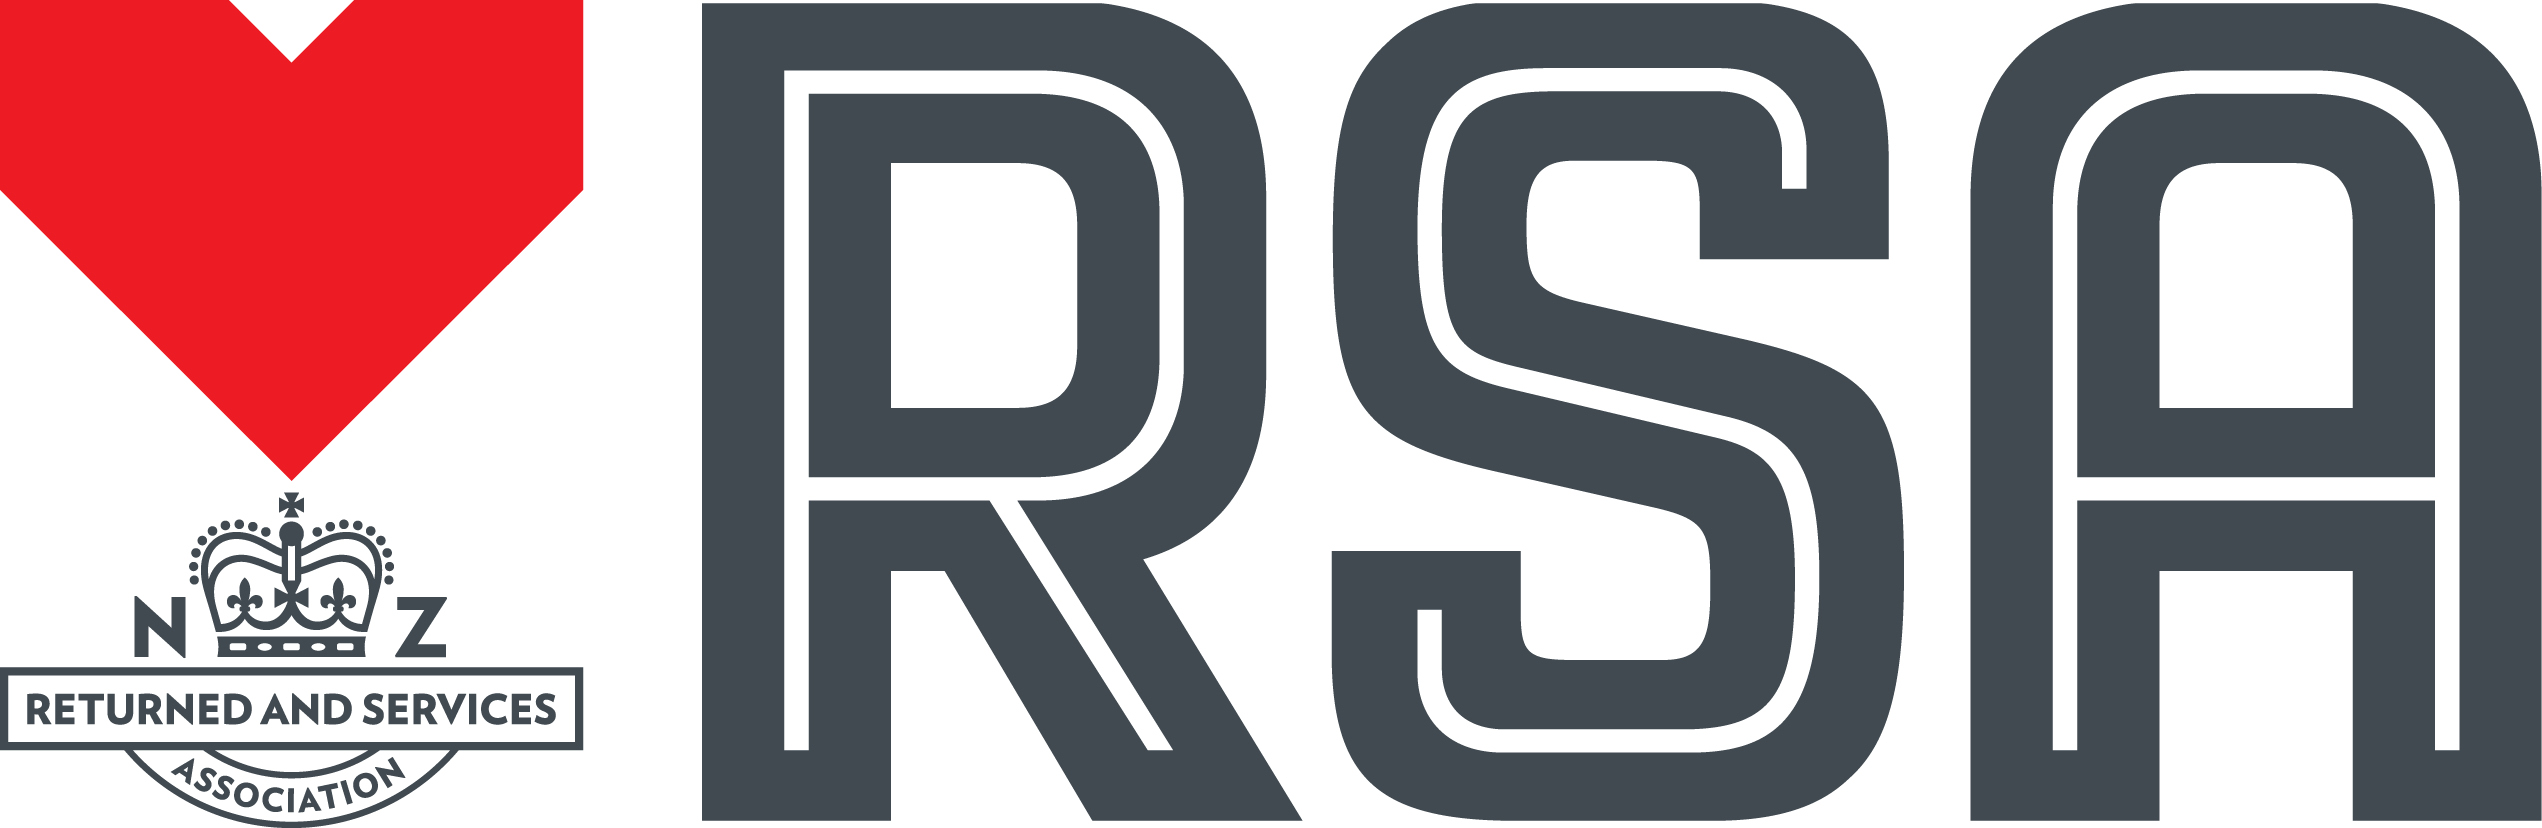 RSA
N Z
RETURNED AND SERVICES
ASSOCIATION